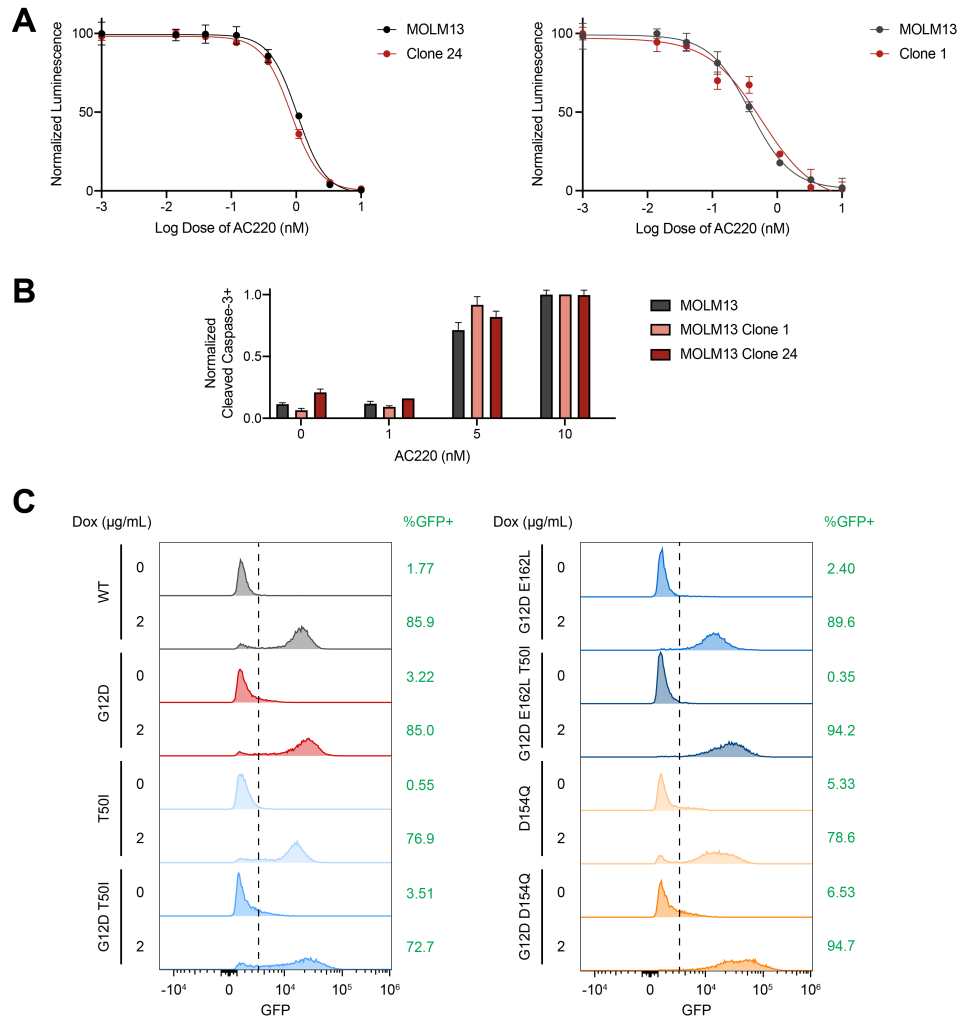 A
Normalized Luminescence
100
50
0
-3
-2
-1
0
1
Log Dose of AC220 (nM)
MOLM13
Clone 24
Normalized Luminescence
100
50
0
-3
-2
-1
0
1
Log Dose of AC220 (nM)
MOLM13
Clone 1
B
Normalized
Cleaved Caspase-3+
1.0
0.5
0.0
0
1
5
10
AC220 (nM)
MOLM13
MOLM13 Clone 1
MOLM13 Clone 24
C
Dox (µg/mL)
%GFP+
WT
0
1.77
2
85.9
G12D
0
3.22
2
85.0
T50I
0
0.55
2
76.9
G12D T50I
0
3.51
2
72.7
-10⁴
0
10⁴
10⁵
10⁶
GFP
Dox (µg/mL)
%GFP+
G12D E162L
0
2.40
2
89.6
G12D E162L T50I
0
0.35
2
94.2
D154Q
0
5.33
2
78.6
G12D D154Q
0
6.53
2
94.7
-10⁴
0
10⁴
10⁵
10⁶
GFP